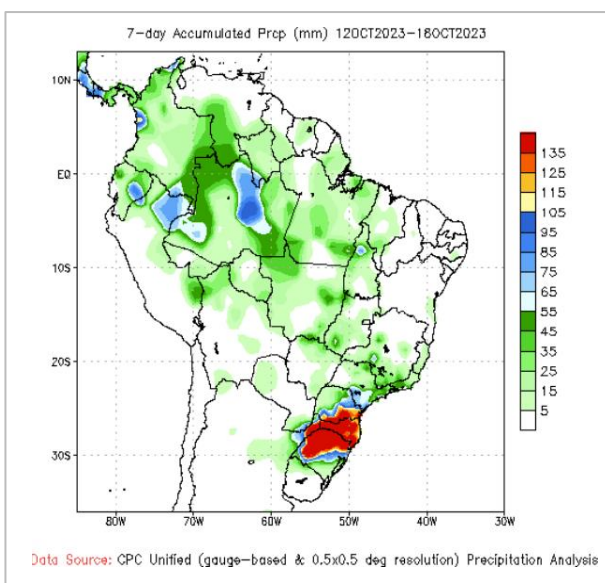 7-day Accumulated Prcp (mm) 12OCT2023-18OCT2023
10N
EQ
10S
20S
30S
80W 70W 60W 50W 40W 30W
135
125
115
105
95
85
75
65
55
45
35
25
15
5
Data Source: CPC Unified (gauge-based & 0.5x0.5 deg resolution) Precipitation Analysis